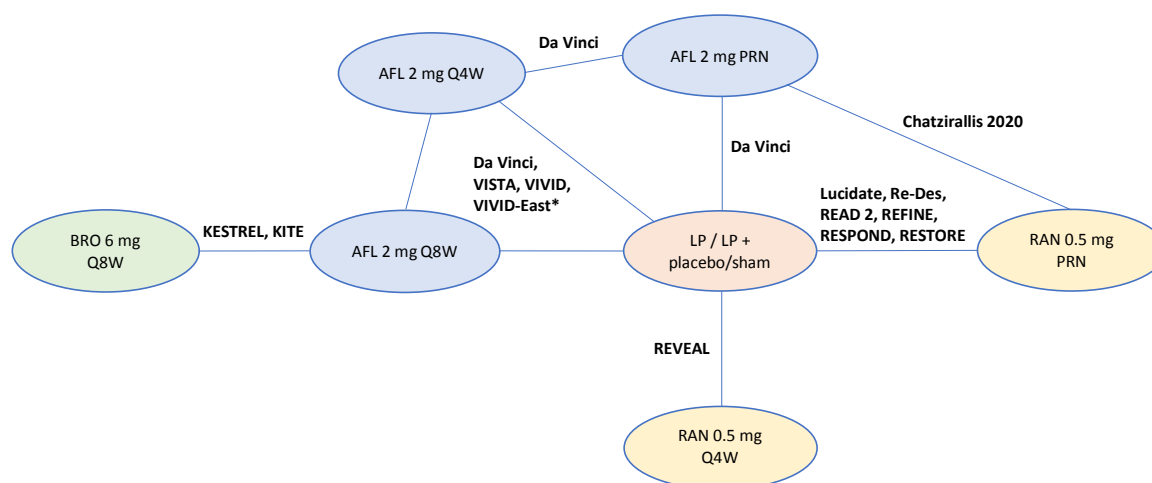 Da Vinci
AFL 2 mg Q4W
AFL 2 mg PRN
Chatzirallis 2020
Da Vinci
Da Vinci,
VISTA, VIVID,
VIVID-East*
Lucidate, Re-Des,
READ 2, REFINE,
RESPOND, RESTORE
BRO 6 mg
Q8W
KESTREL, KITE
AFL 2 mg Q8W
LP / LP +
placebo/sham
RAN 0.5 mg
PRN
REVEAL
RAN 0.5 mg
Q4W